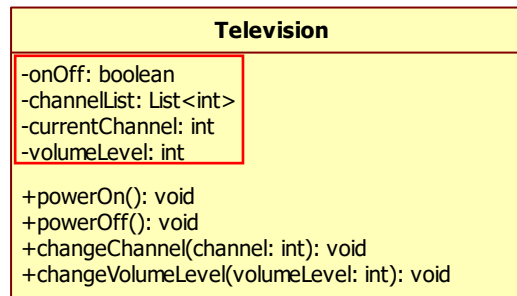 Television
-onOff: boolean
-channelList: List<int>
-currentChannel: int
-volumeLevel: int
+powerOn(): void
+powerOff(): void
+changeChannel(channel: int): void
+changeVolumeLevel(volumeLevel: int): void